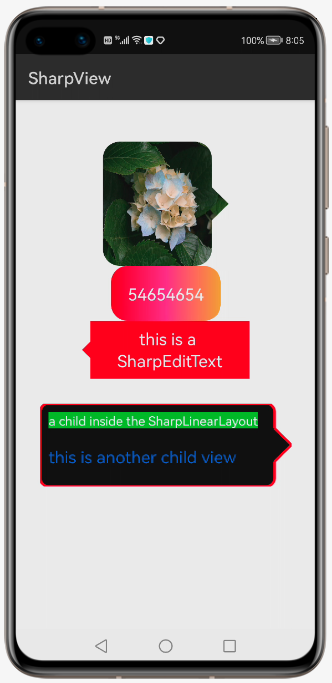 100% 8:05
SharpView
54654654
this is a
SharpEditText
a child inside the SharpLinearLayout
this is another child view